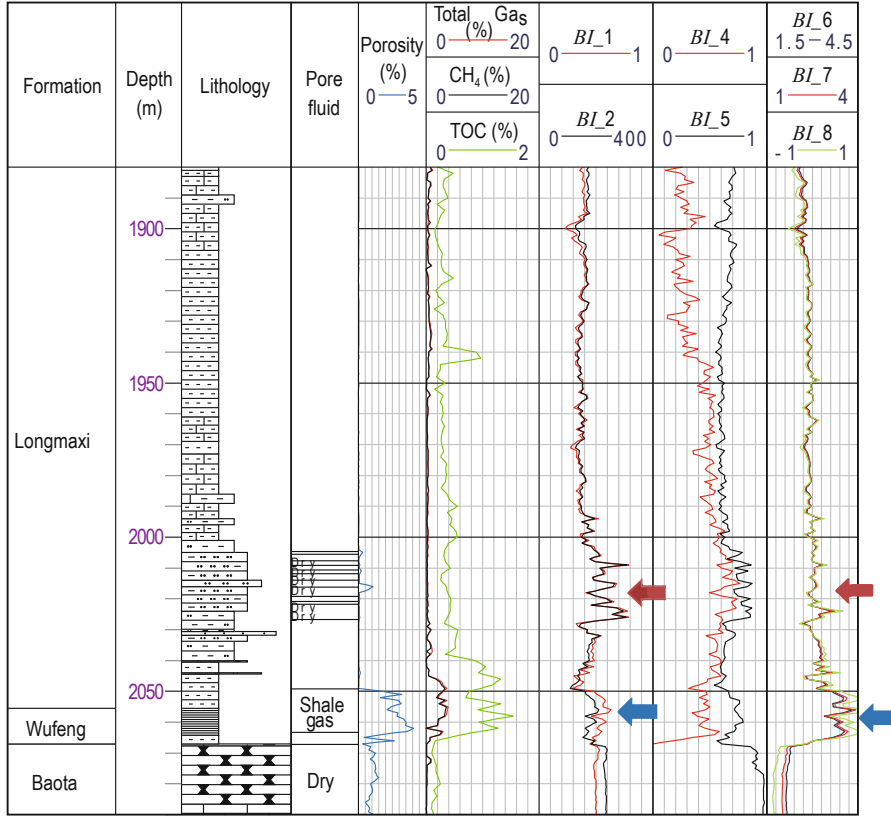 Formation
Depth
(m)
Lithology
Pore
fluid
Porosity
(%)
0 5
Total Gas
(%)
0 20
CH4 (%)
0 20
TOC (%)
0 2
BI_1
0 1
BI_2
0 400
BI_4
0 1
BI_5
0 1
BI_6
1.5 4.5
BI_7
1 4
BI_8
-1 1
1900
1950
2000
2050
Longmaxi
Wufeng
Baota
Dry
Dry
Dry
Dry
Dry
Dry
Shale
gas
Dry